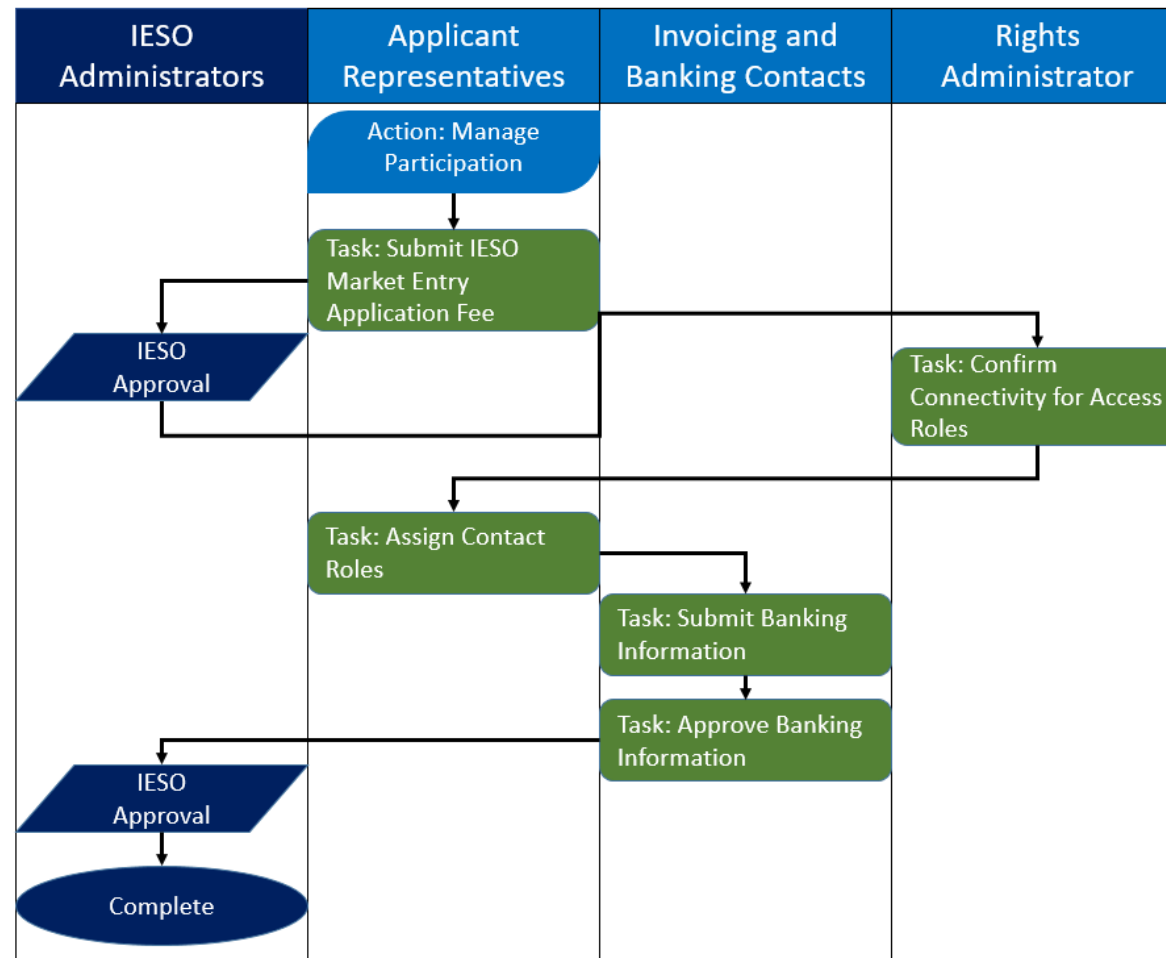 IESO
Administrators
Applicant
Representatives
Invoicing and
Banking Contacts
Rights
Administrator
Action: Manage
Participation
Task: Submit IESO
Market Entry
Application Fee
IESO
Approval
Task: Confirm
Connectivity for Access
Roles
Task: Assign Contact
Roles
Task: Submit Banking
Information
Task: Approve Banking
Information
IESO
Approval
Complete